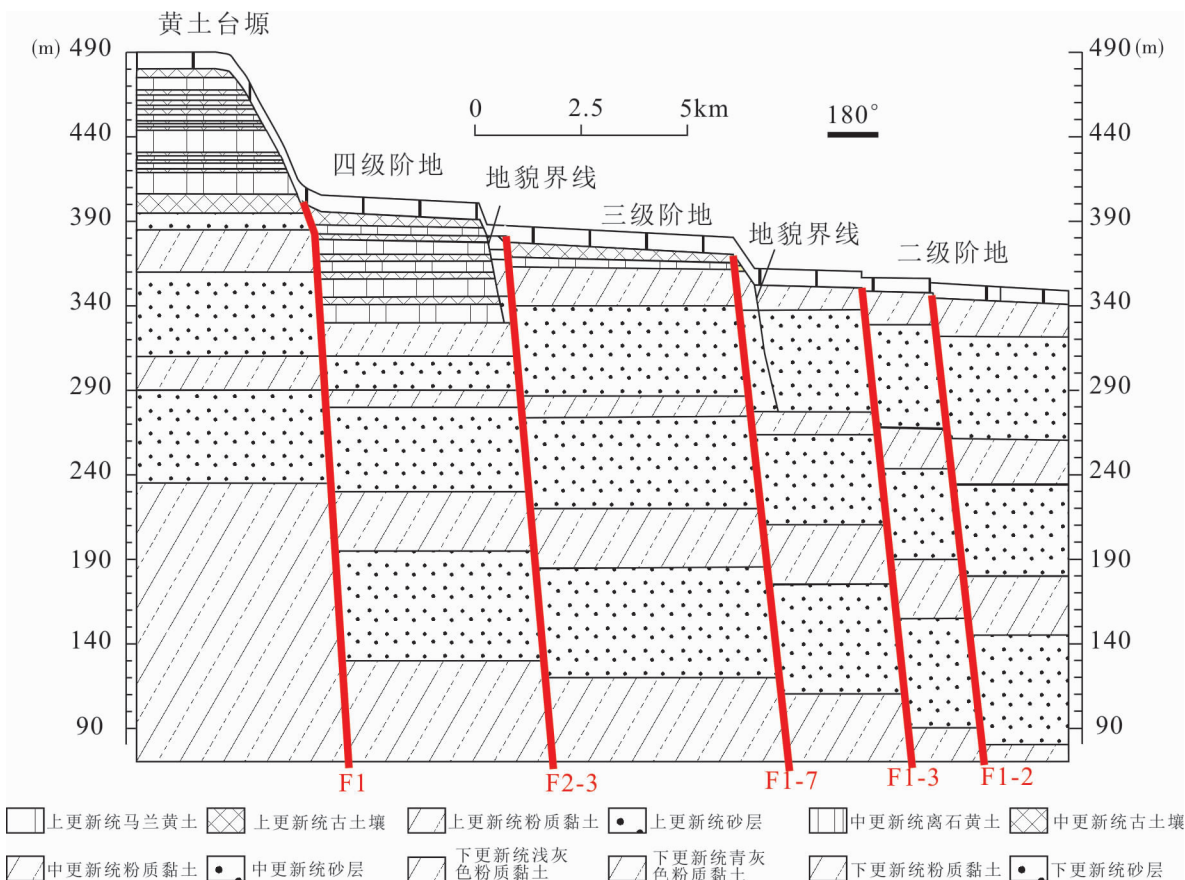 黄土台塬
(m) 490
490 (m)
0 2.5 5km
180°
440
440
四级阶地
地貌界线
390
三级阶地
地貌界线
390
二级阶地
340
340
290
290
240
240
190
190
140
140
90
90
F1
F2-3
F1-7
F1-3
F1-2
上更新统马兰黄土 上更新统古土壤 上更新统粉质黏土 上更新统砂层 中更新统离石黄土 中更新统古土壤
中更新统粉质黏土 中更新统砂层 下更新统浅灰色粉质黏土 下更新统青灰色粉质黏土 下更新统粉质黏土 下更新统砂层